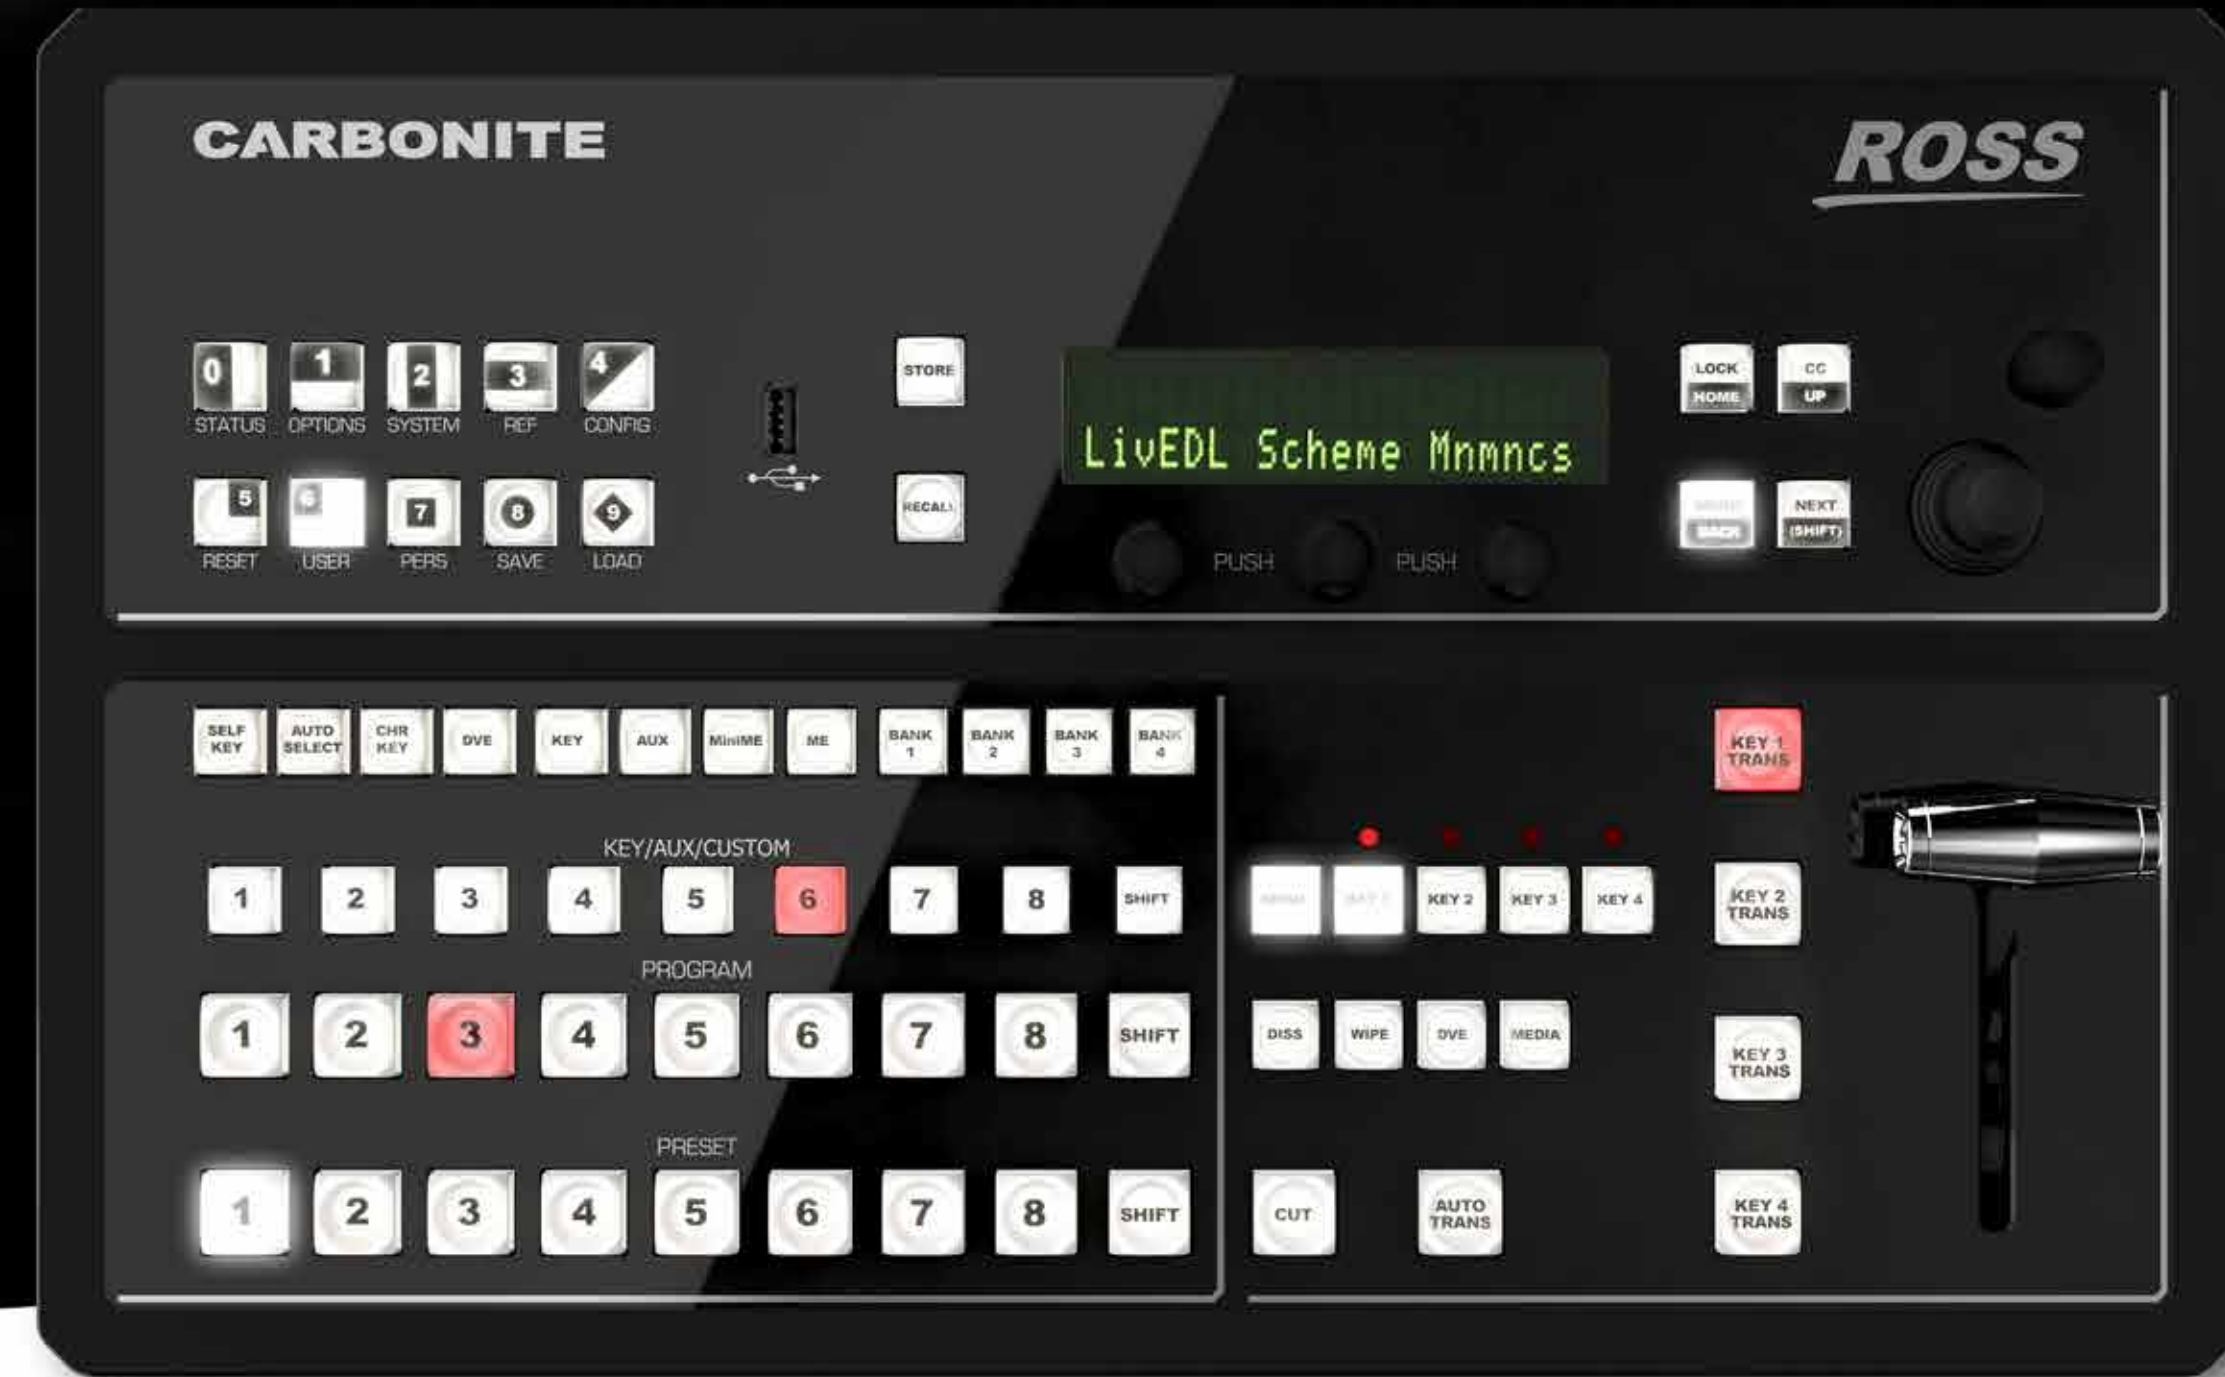 CARBONITE
ROSS
0 1 2 3 4
STATUS OPTIONS SYSTEM REF CONFIG
STORE
LOCK
HOME
CC
UP
LivEDL Scheme Mnmncs
5 6 7 8 9
RESET USER PERS SAVE LOAD
RECALL
PUSH PUSH
BACK
NEXT
(SHIFT)
SELF
KEY
AUTO
SELECT
CHR
KEY
DVE
KEY
AUX
MiniME
ME
BANK
1
BANK
2
BANK
3
BANK
4
KEY 1
TRANS
KEY/AUX/CUSTOM
1 2 3 4 5 6 7 8 SHIFT
KEY 2 KEY 3 KEY 4
KEY 2
TRANS
PROGRAM
1 2 3 4 5 6 7 8 SHIFT
DISS WIPE DVE MEDIA
KEY 3
TRANS
PRESET
1 2 3 4 5 6 7 8 SHIFT
CUT
AUTO
TRANS
KEY 4
TRANS